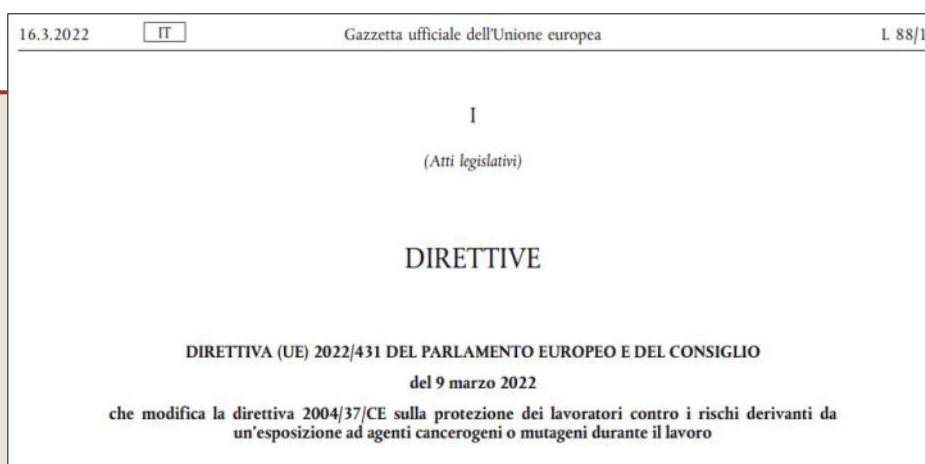 16.3.2022 IT Gazzetta ufficiale dell'Unione europea L 88/1
I
(Atti legislativi)
DIRETTIVE
DIRETTIVA (UE) 2022/431 DEL PARLAMENTO EUROPEO E DEL CONSIGLIO
del 9 marzo 2022
che modifica la direttiva 2004/37/CE sulla protezione dei lavoratori contro i rischi derivanti da
un'esposizione ad agenti cancerogeni o mutageni durante il lavoro